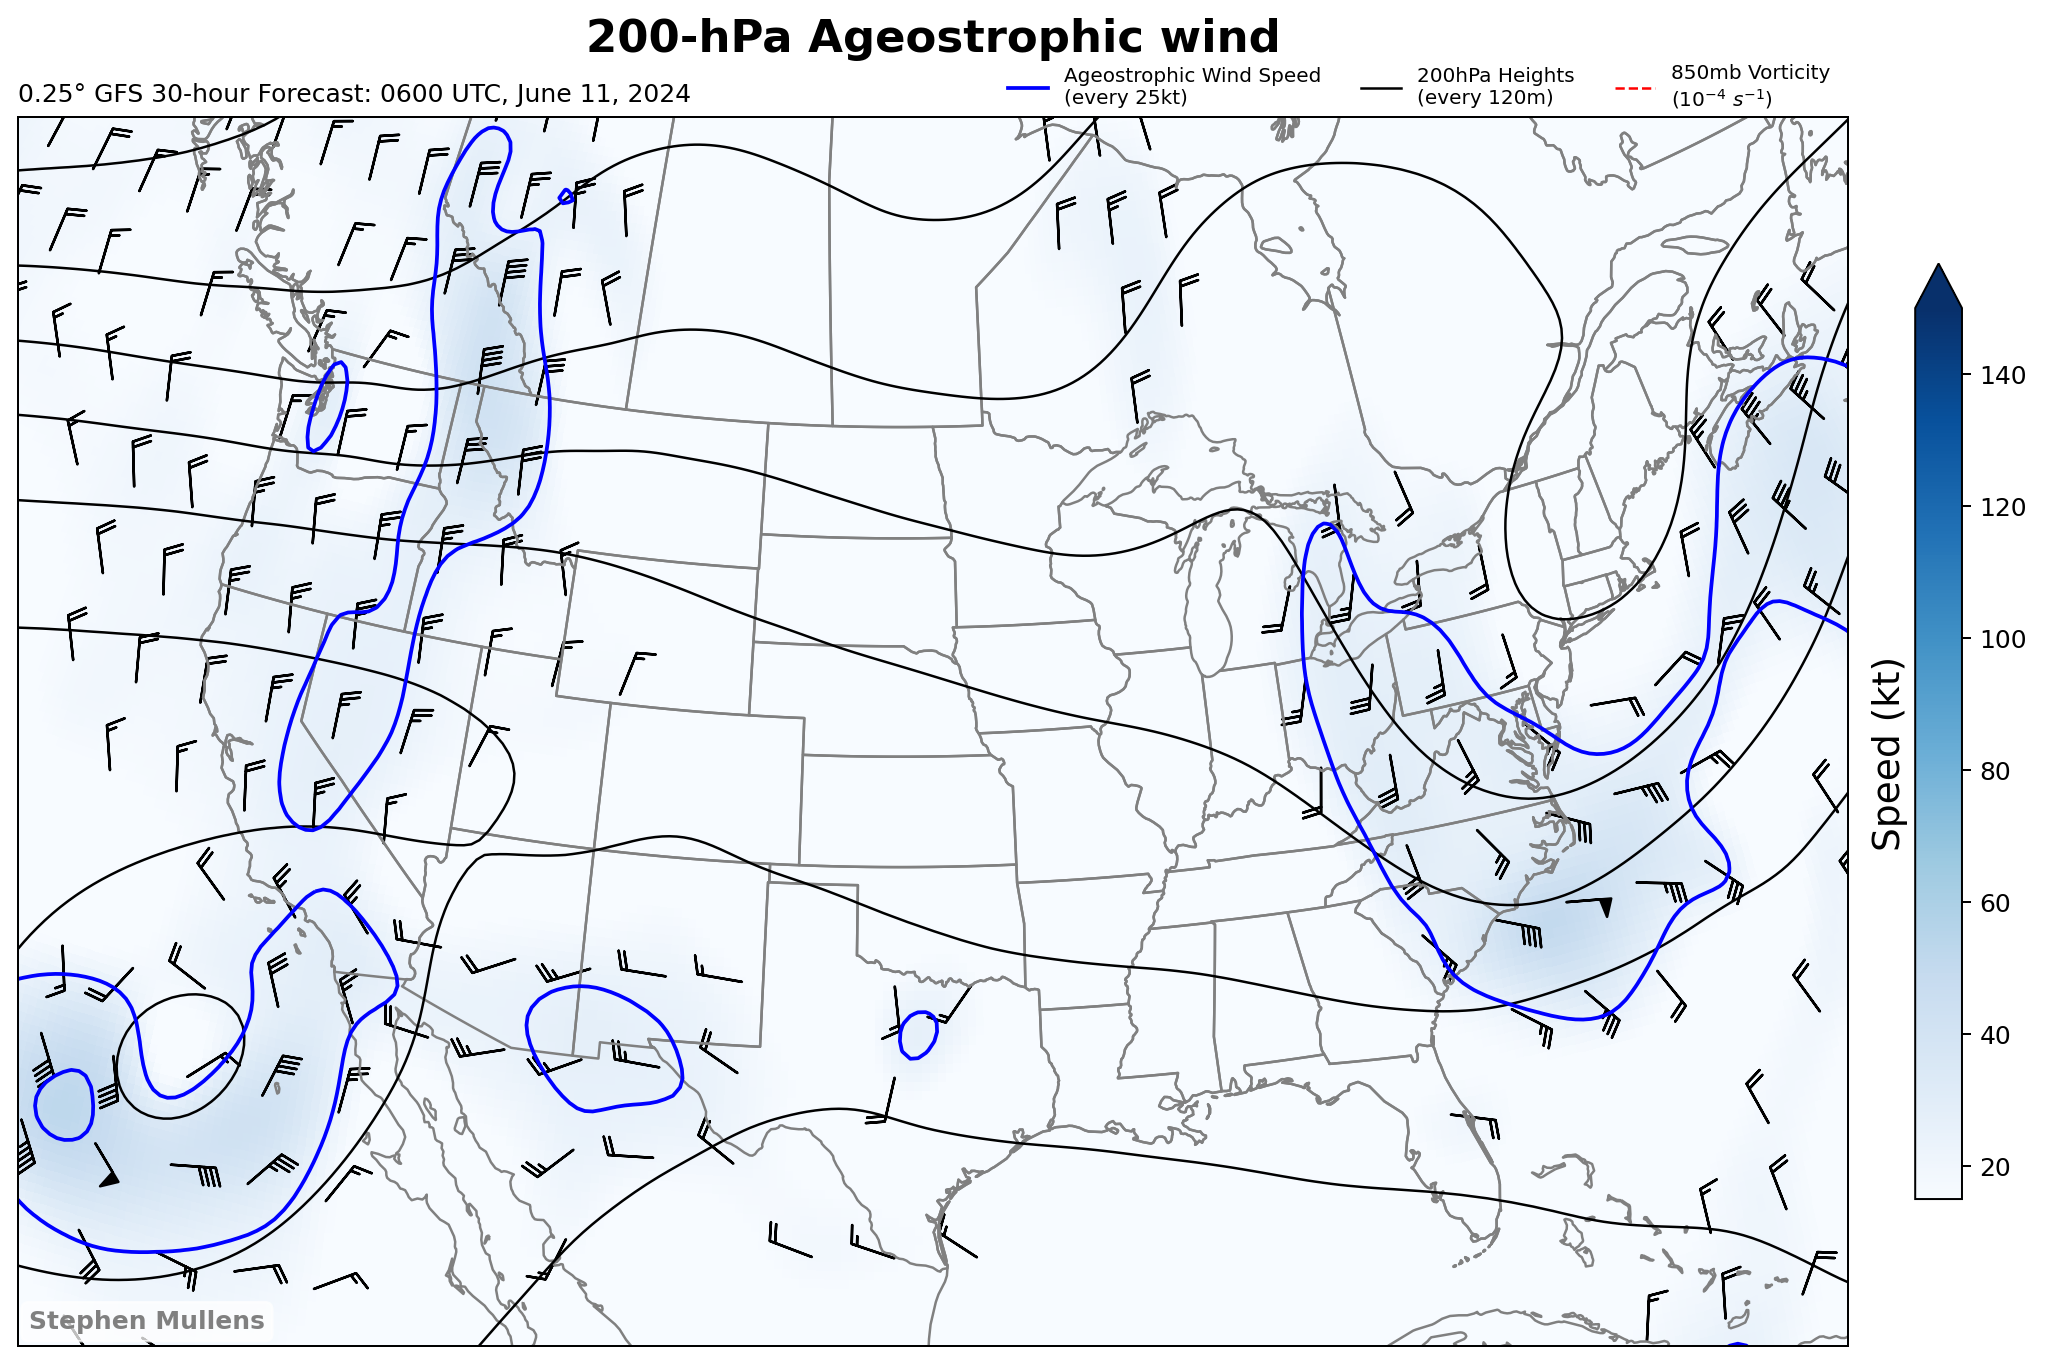 200-hPa Ageostrophic wind
0.25° GFS 30-hour Forecast: 0600 UTC, June 11, 2024
Ageostrophic Wind Speed
(every 25kt)
200hPa Heights
(every 120m)
850mb Vorticity
(10⁻⁴ s⁻¹)
140
120
100
80
60
40
20
Speed (kt)
Stephen Mullens